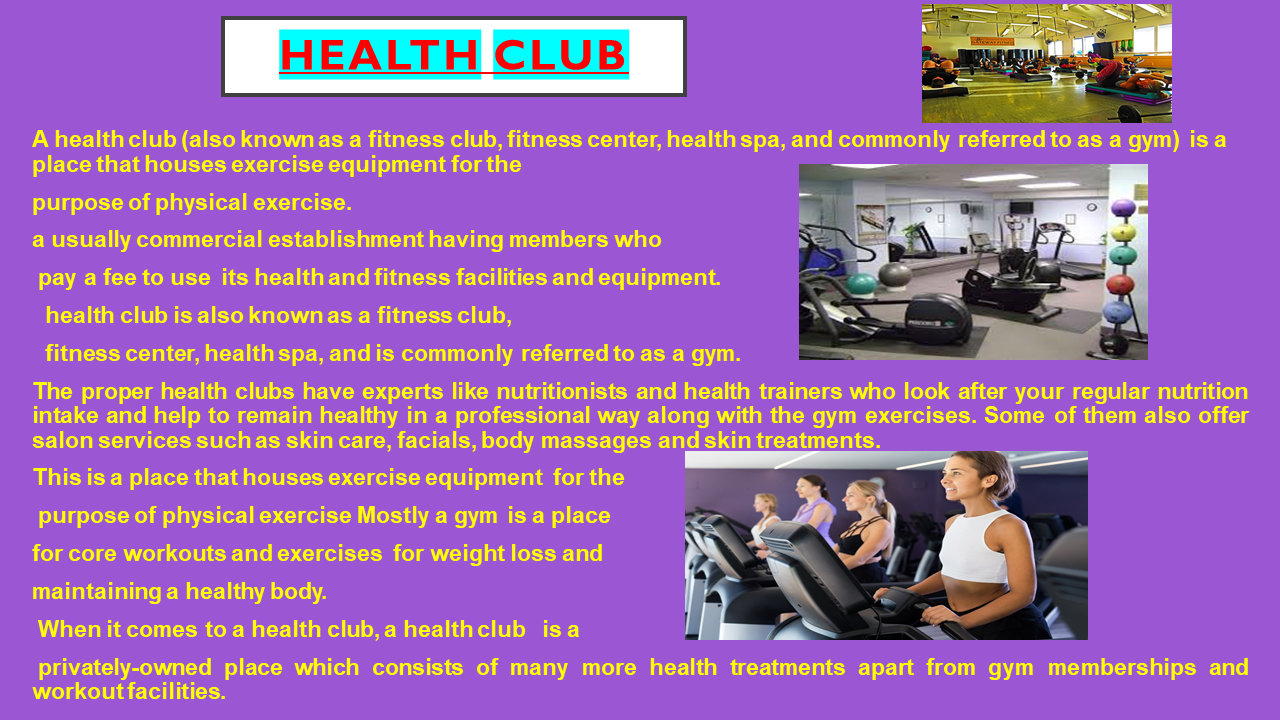 HEALTH CLUB
A health club (also known as a fitness club, fitness center, health spa, and commonly referred to as a gym) is a
place that houses exercise equipment for the
purpose of physical exercise.
a usually commercial establishment having members who
pay a fee to use its health and fitness facilities and equipment.
health club is also known as a fitness club,
fitness center, health spa, and is commonly referred to as a gym.
The proper health clubs have experts like nutritionists and health trainers who look after your regular nutrition
intake and help to remain healthy in a professional way along with the gym exercises. Some of them also offer
salon services such as skin care, facials, body massages and skin treatments.
This is a place that houses exercise equipment for the
purpose of physical exercise Mostly a gym is a place
for core workouts and exercises for weight loss and
maintaining a healthy body.
When it comes to a health club, a health club is a
privately-owned place which consists of many more health treatments apart from gym memberships and
workout facilities.